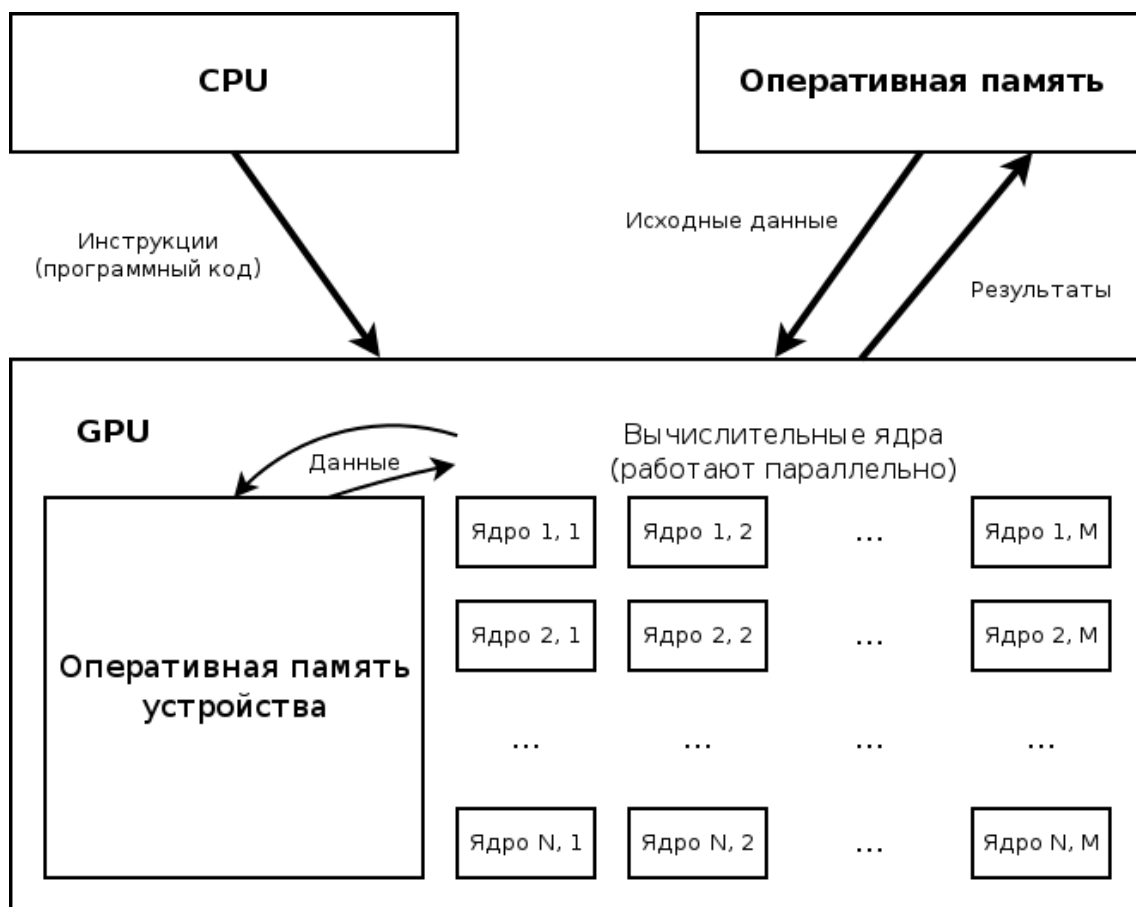 CPU
Оперативная память
Инструкции
(программный код)
Исходные данные
Результаты
GPU
Данные
Вычислительные ядра
(работают параллельно)
Оперативная память
устройства
Ядро 1, 1
Ядро 1, 2
...
Ядро 1, M
Ядро 2, 1
Ядро 2, 2
...
Ядро 2, M
...
...
...
...
Ядро N, 1
Ядро N, 2
...
Ядро N, M